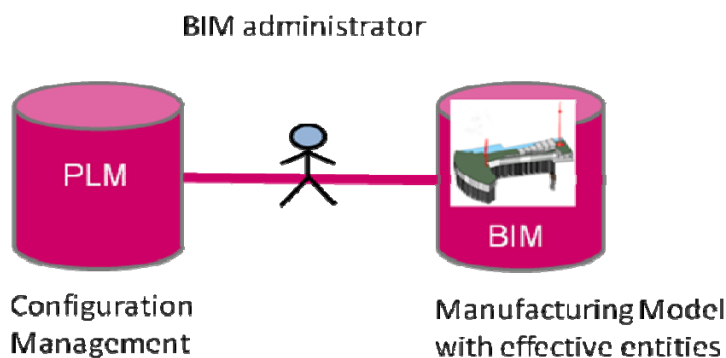 BIM administrator
PLM
BIM
Configuration
Management
Manufacturing Model
with effective entities